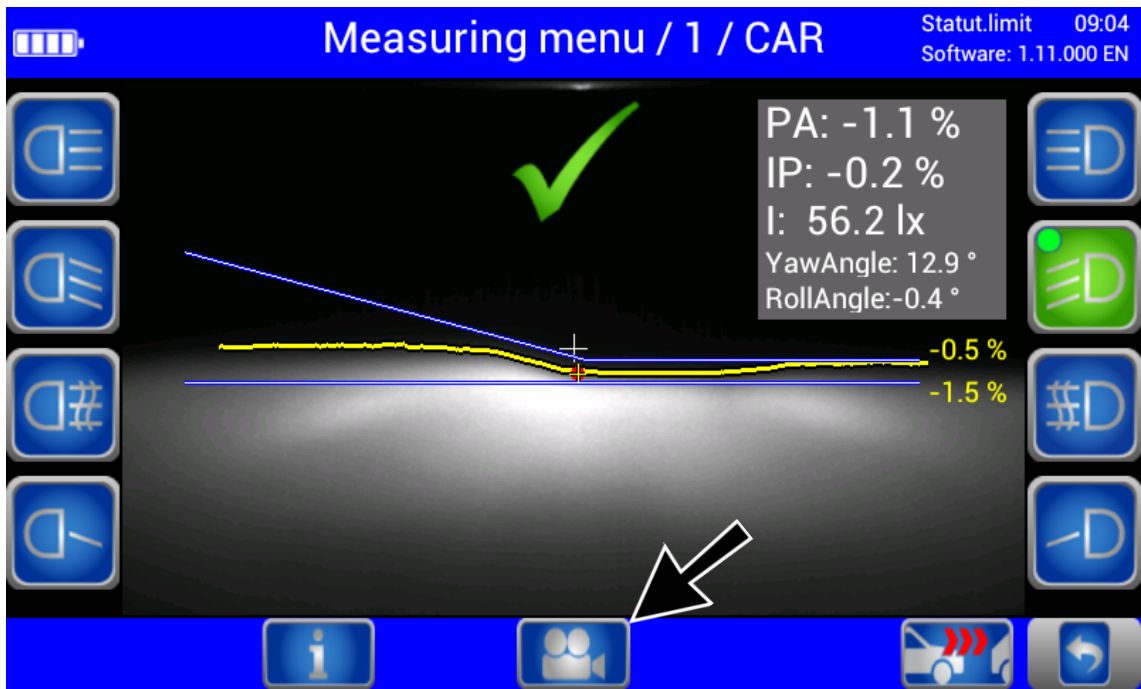 Measuring menu / 1 / CAR
Statut.limit 09:04
Software: 1.11.000 EN
PA: -1.1 %
IP: -0.2 %
I: 56.2 lx
YawAngle: 12.9 °
RollAngle:-0.4 °
-0.5 %
-1.5 %
i